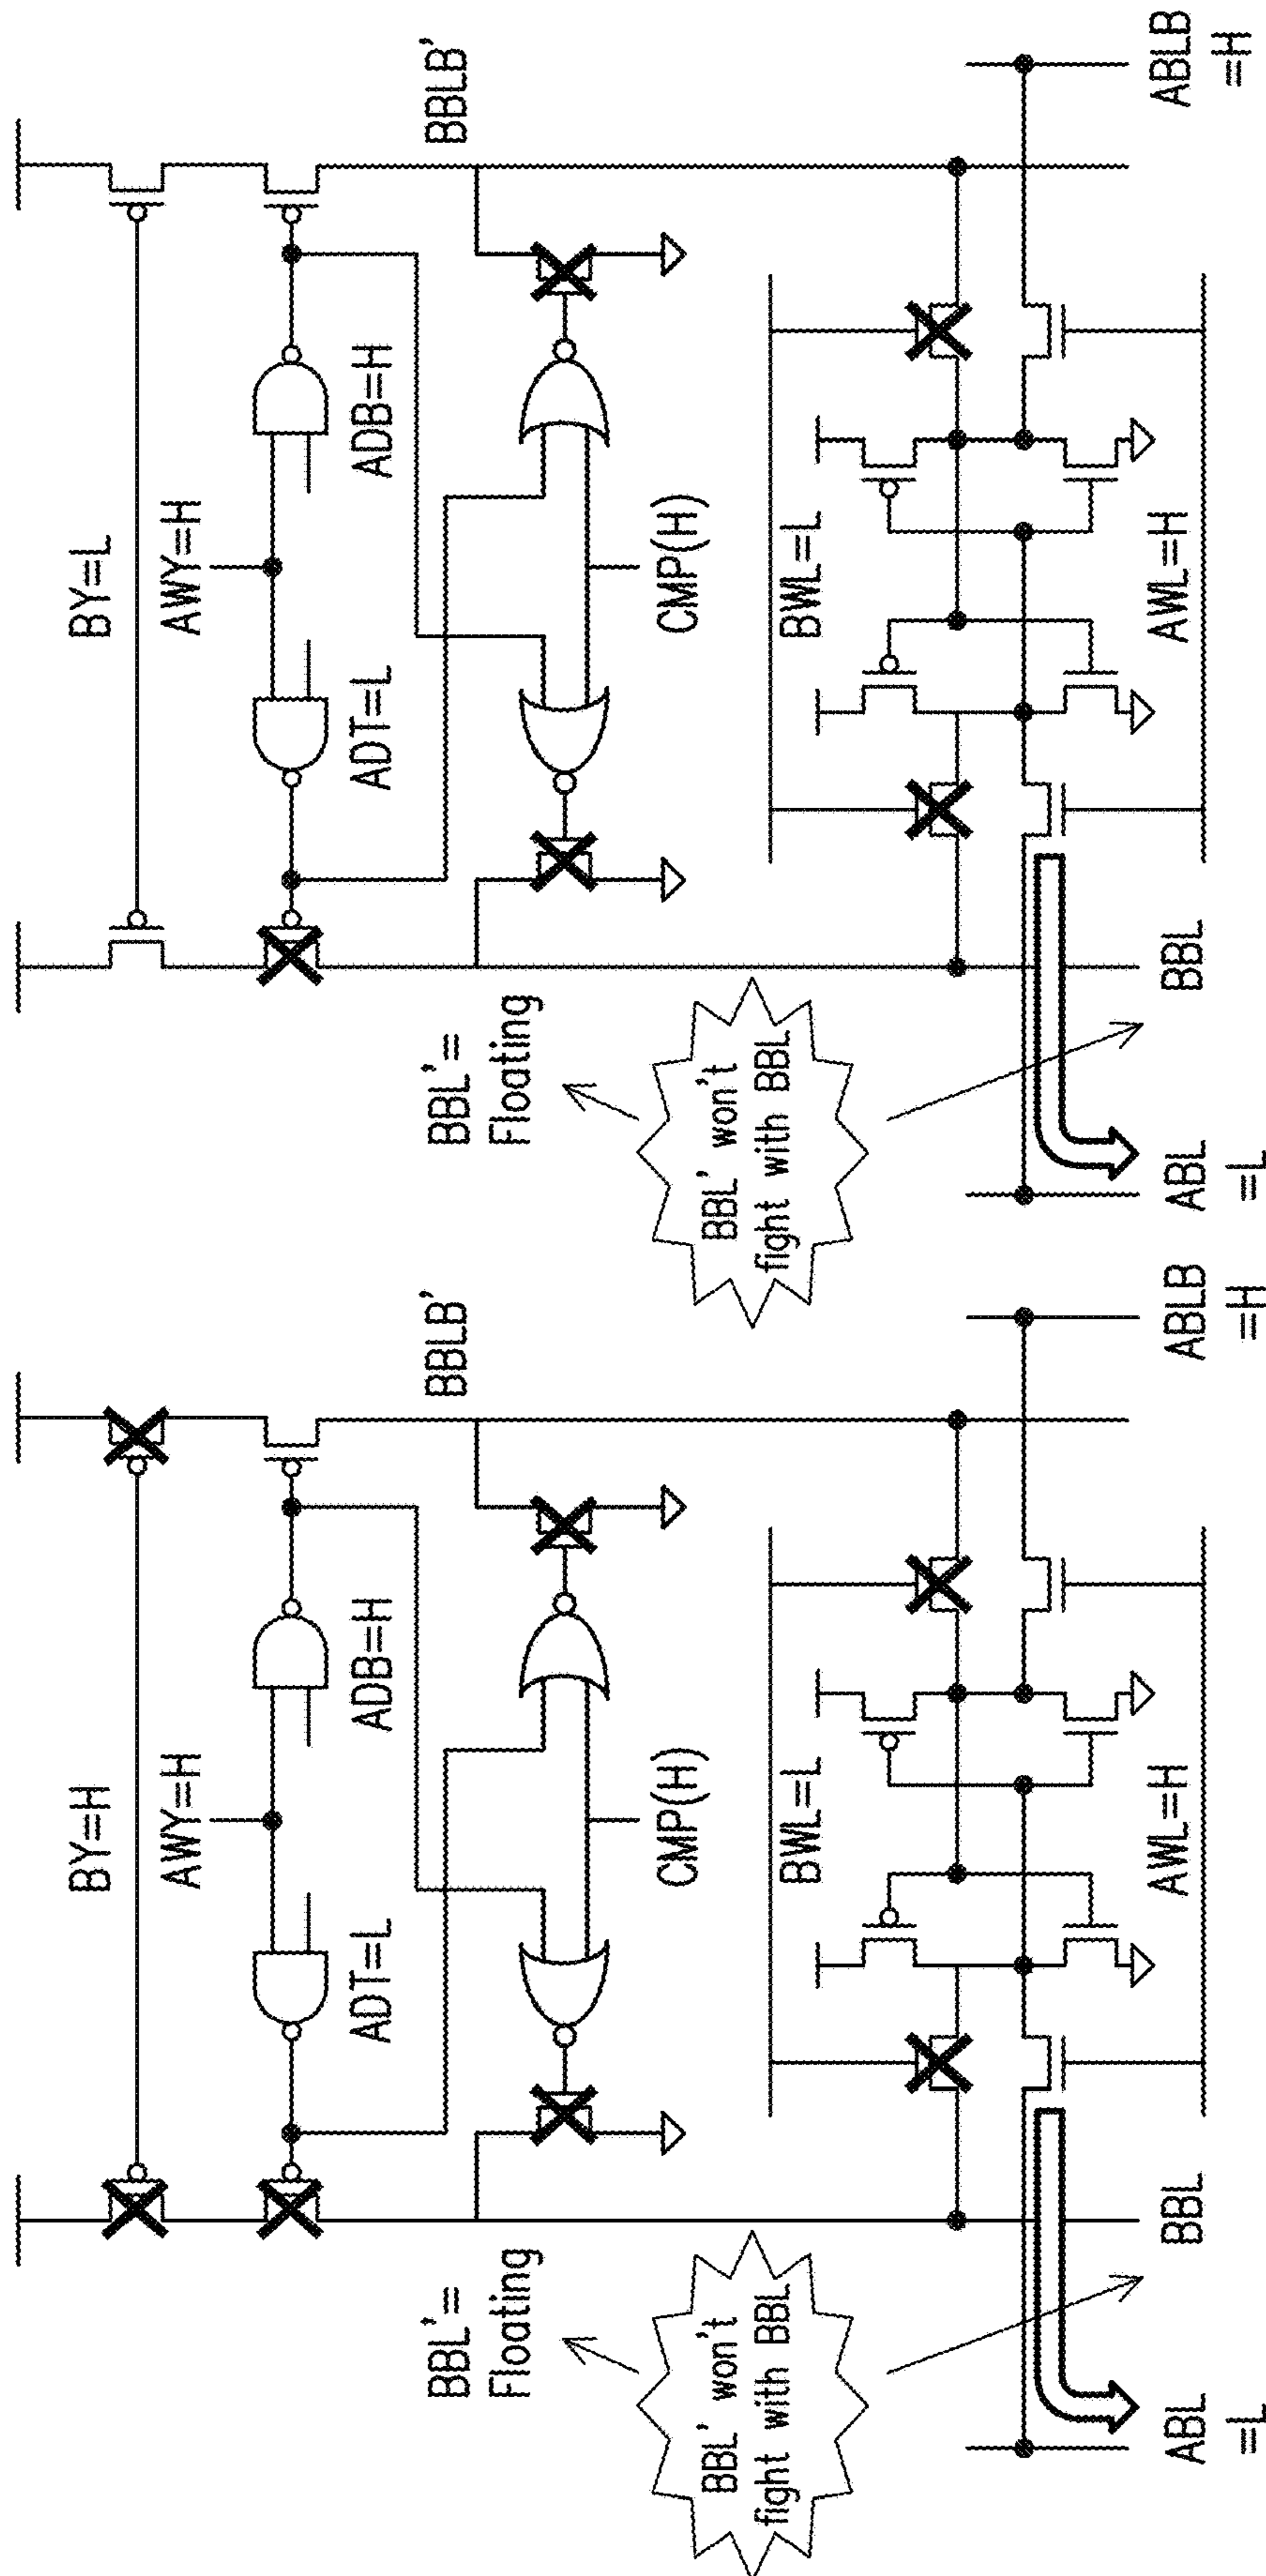 BY=H
AWY=H
ADT=L
ADB=H
BBL'=
Floating
BBLB'
CMP(H)
BBL' won't
fight with BBL
BWL=L
AWL=H
ABL
=L
BBL
ABLB
=H
BY=L
AWY=H
ADT=L
ADB=H
BBL'=
Floating
BBLB'
CMP(H)
BBL' won't
fight with BBL
BWL=L
AWL=H
ABL
=L
BBL
ABLB
=H